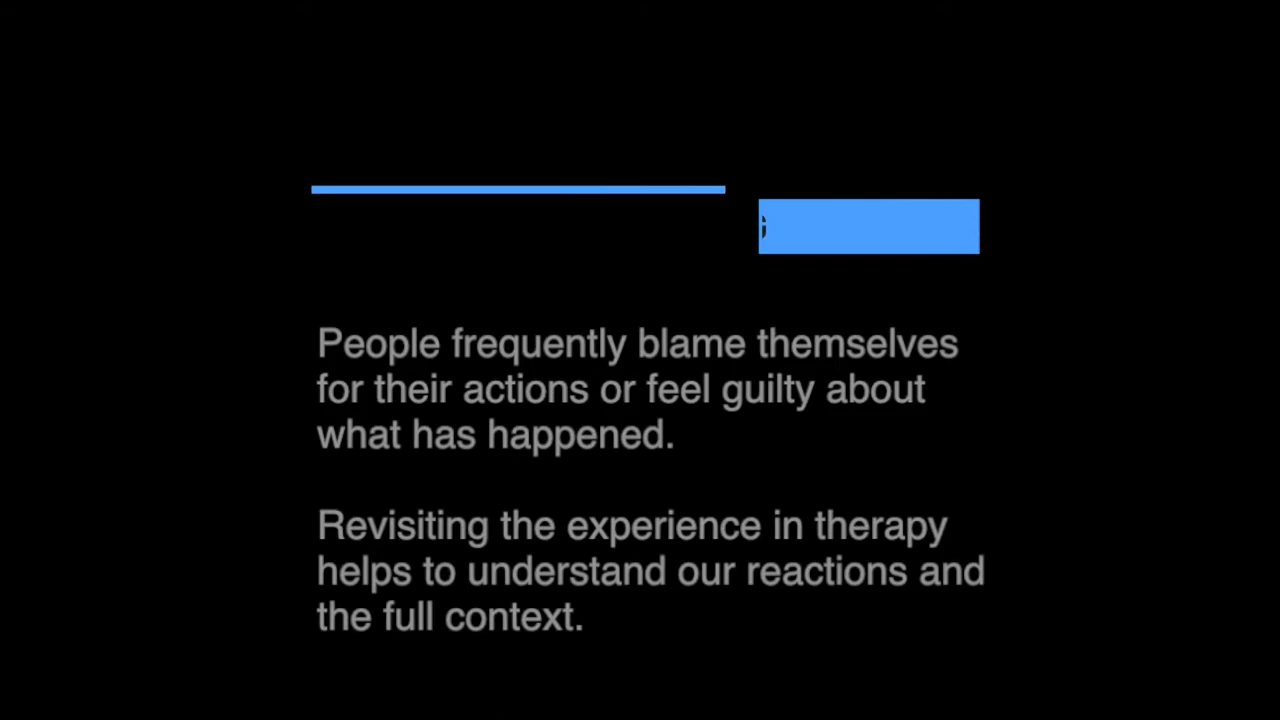 People frequently blame themselves
for their actions or feel guilty about
what has happened.
Revisiting the experience in therapy
helps to understand our reactions and
the full context.